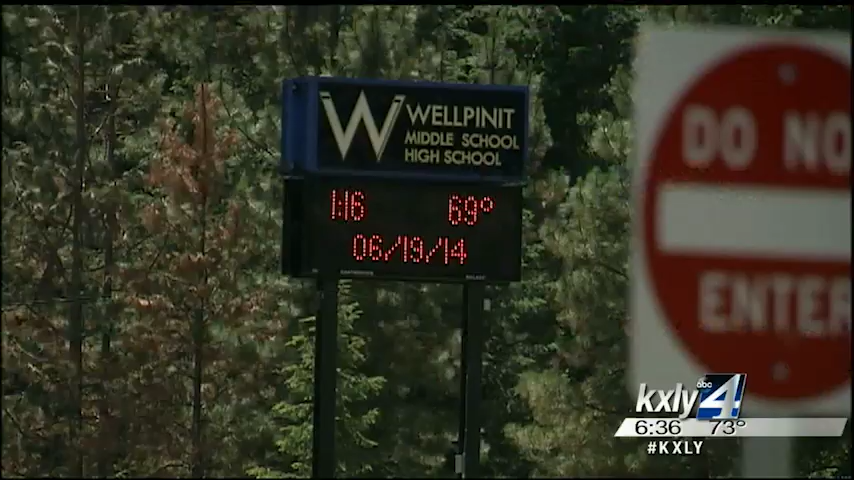 W WELLPINIT
MIDDLE SCHOOL
HIGH SCHOOL
1:16 69°
06/19/14
DO NO
ENTER
kxly abc 4
6:36 73°
#KXLY